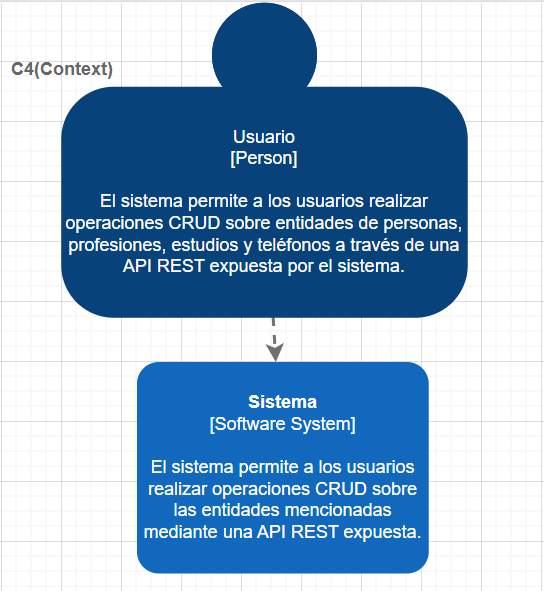 C4(Context)
Usuario
[Person]
El sistema permite a los usuarios realizar
operaciones CRUD sobre entidades de personas,
profesiones, estudios y teléfonos a través de una
API REST expuesta por el sistema.
Sistema
[Software System]
El sistema permite a los usuarios
realizar operaciones CRUD sobre
las entidades mencionadas
mediante una API REST expuesta.